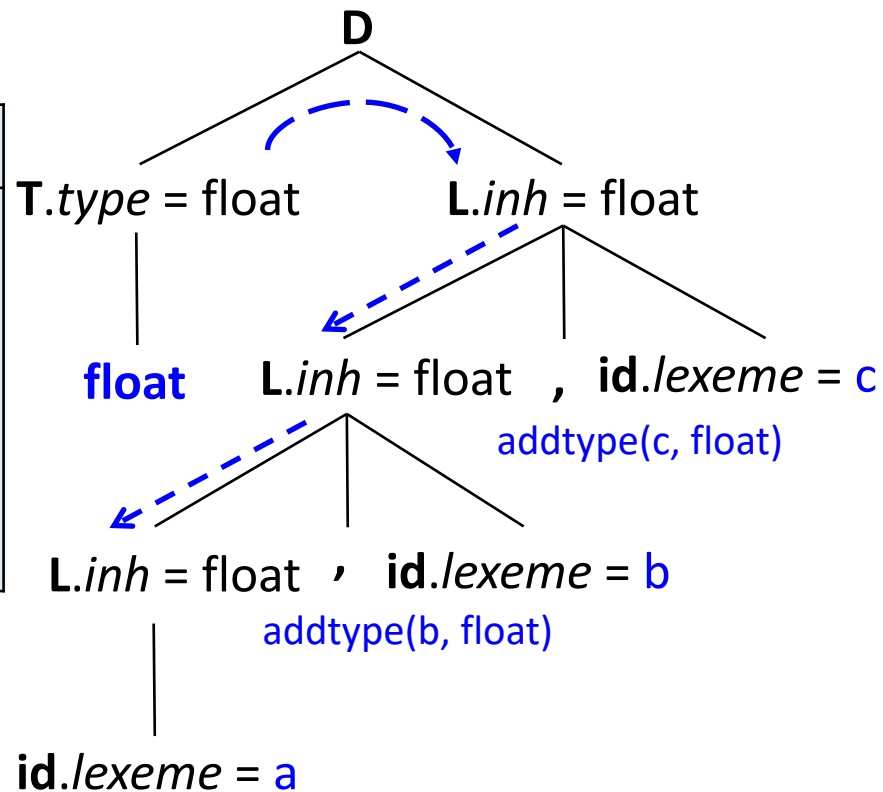 D
T.type = float L.inh = float
float L.inh = float , id.lexeme = c
addtype(c, float)
L.inh = float , id.lexeme = b
addtype(b, float)
id.lexeme = a